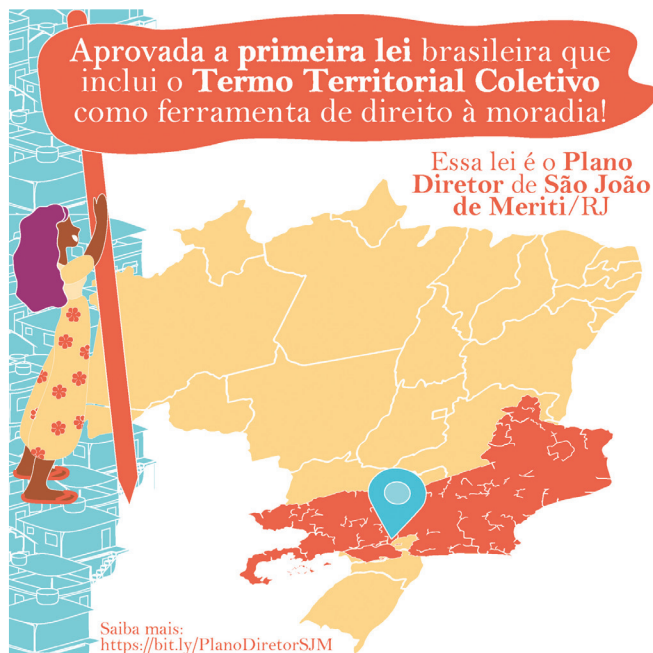 Aprovada a primeira lei brasileira que
inclui o Termo Territorial Coletivo
como ferramenta de direito à moradia!
Essa lei é o Plano
Diretor de São João
de Meriti/RJ
Saiba mais:
https://bit.ly/PlanoDiretorSJM